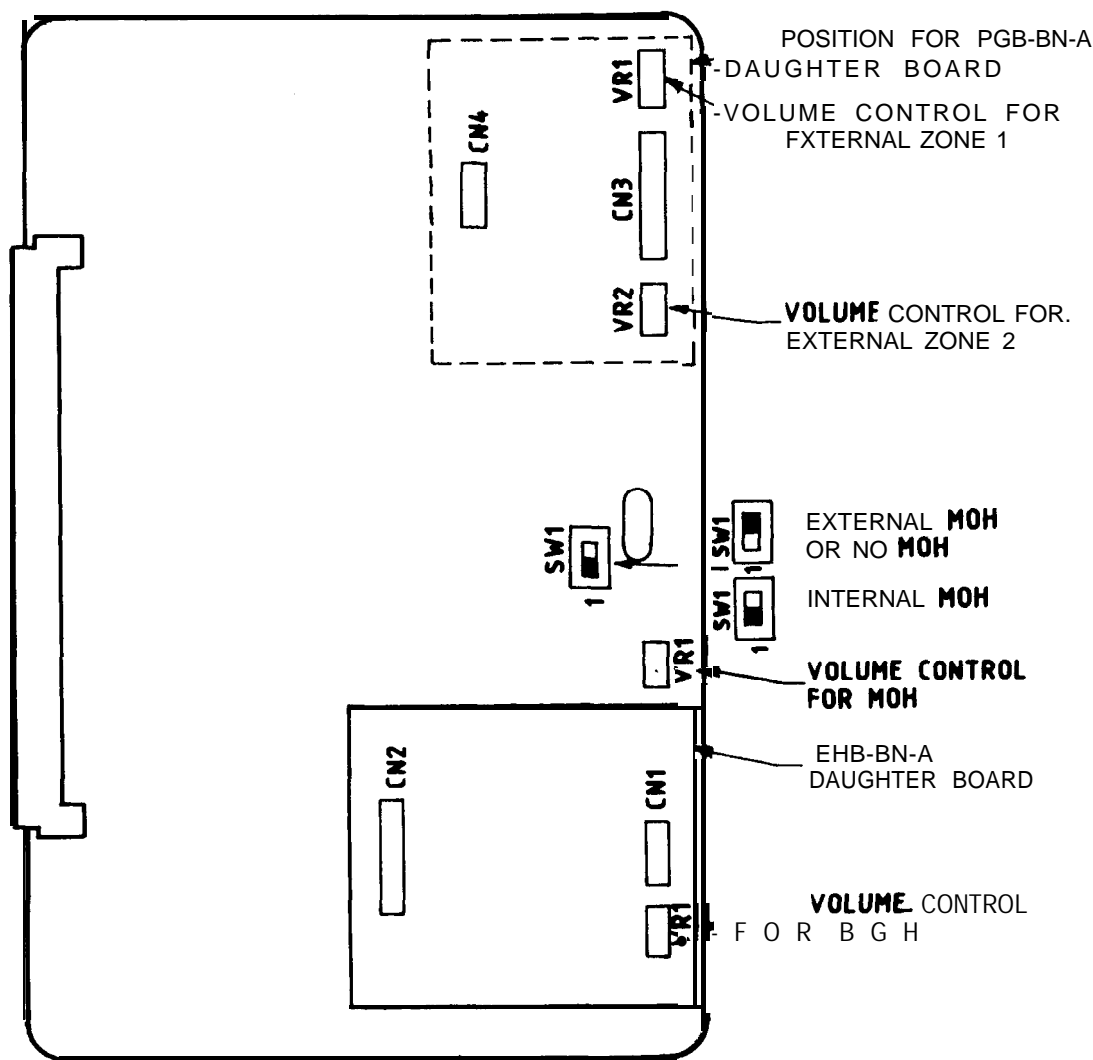 POSITION FOR PGB-BN-A
-DAUGHTER BOARD
-VOLUME CONTROL FOR
FXTERNAL ZONE 1
VR1
CN4
CN3
VR2
VOLUME CONTROL FOR.
EXTERNAL ZONE 2
SW1
1
SW1
1
EXTERNAL MOH
OR NO MOH
SW1
1
INTERNAL MOH
VR1
VOLUME CONTROL
FOR MOH
EHB-BN-A
DAUGHTER BOARD
CN2
CN1
VR1
VOLUME CONTROL
- FOR BGH